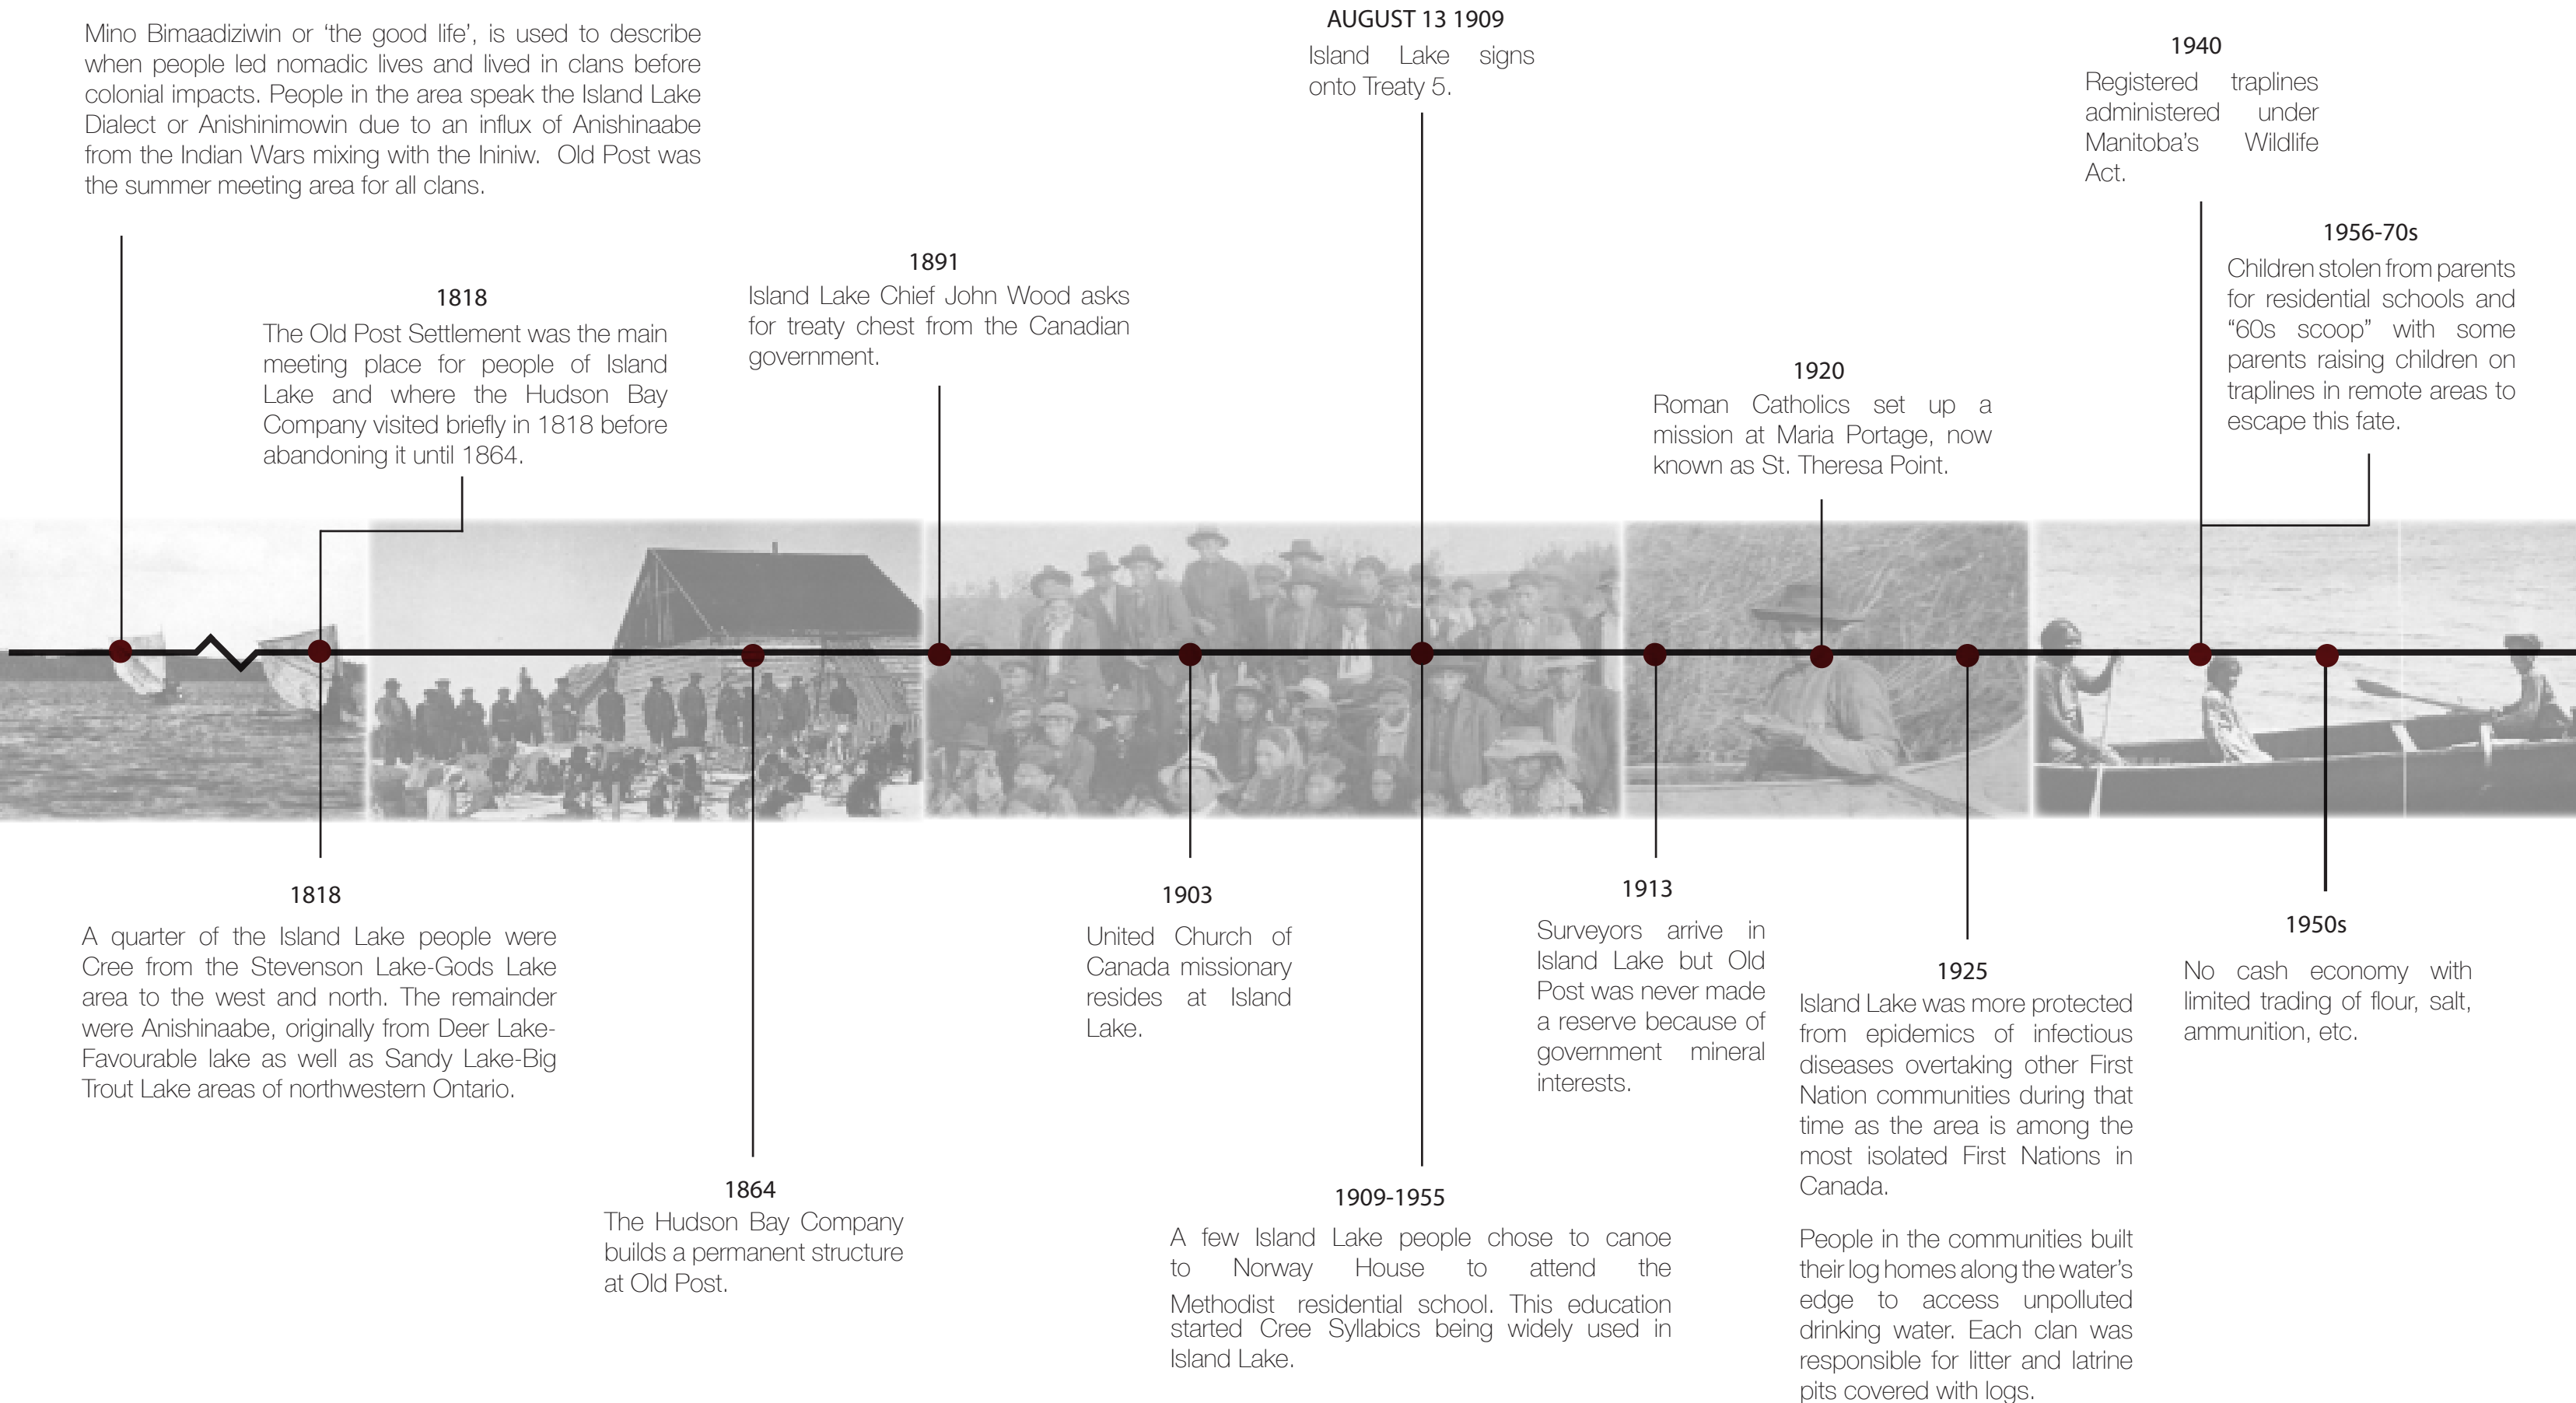 Mino Bimaadiziwin or ‘the good life’, is used to describe
when people led nomadic lives and lived in clans before
colonial impacts. People in the area speak the Island Lake
Dialect or Anishinimowin due to an influx of Anishinaabe
from the Indian Wars mixing with the Ininiw.  Old Post was
the summer meeting area for all clans.
1818
The Old Post Settlement was the main
meeting place for people of Island
Lake and where the Hudson Bay
Company visited briefly in 1818 before
abandoning it until 1864.
1818
A quarter of the Island Lake people were
Cree from the Stevenson Lake-Gods Lake
area to the west and north. The remainder
were Anishinaabe, originally from Deer Lake-
Favourable lake as well as Sandy Lake-Big
Trout Lake areas of northwestern Ontario.
1864
The Hudson Bay Company
builds a permanent structure
at Old Post.
1891
Island Lake Chief John Wood asks
for treaty chest from the Canadian
government.
1903
United Church of
Canada missionary
resides at Island
Lake.
AUGUST 13 1909
Island Lake signs
onto Treaty 5.
1909-1955
A few Island Lake people chose to canoe
to Norway House to attend the
Methodist residential school. This education
started Cree Syllabics being widely used in
Island Lake.
1913
Surveyors arrive in
Island Lake but Old
Post was never made
a reserve because of
government mineral
interests.
1920
Roman Catholics set up a
mission at Maria Portage, now
known as St. Theresa Point.
1925
Island Lake was more protected
from epidemics of infectious
diseases overtaking other First
Nation communities during that
time as the area is among the
most isolated First Nations in
Canada.
People in the communities built
their log homes along the water’s
edge to access unpolluted
drinking water. Each clan was
responsible for litter and latrine
pits covered with logs.
1940
Registered traplines
administered under
Manitoba’s Wildlife
Act.
1956-70s
Children stolen from parents
for residential schools and
“60s scoop” with some
parents raising children on
traplines in remote areas to
escape this fate.
1950s
No cash economy with
limited trading of flour, salt,
ammunition, etc.